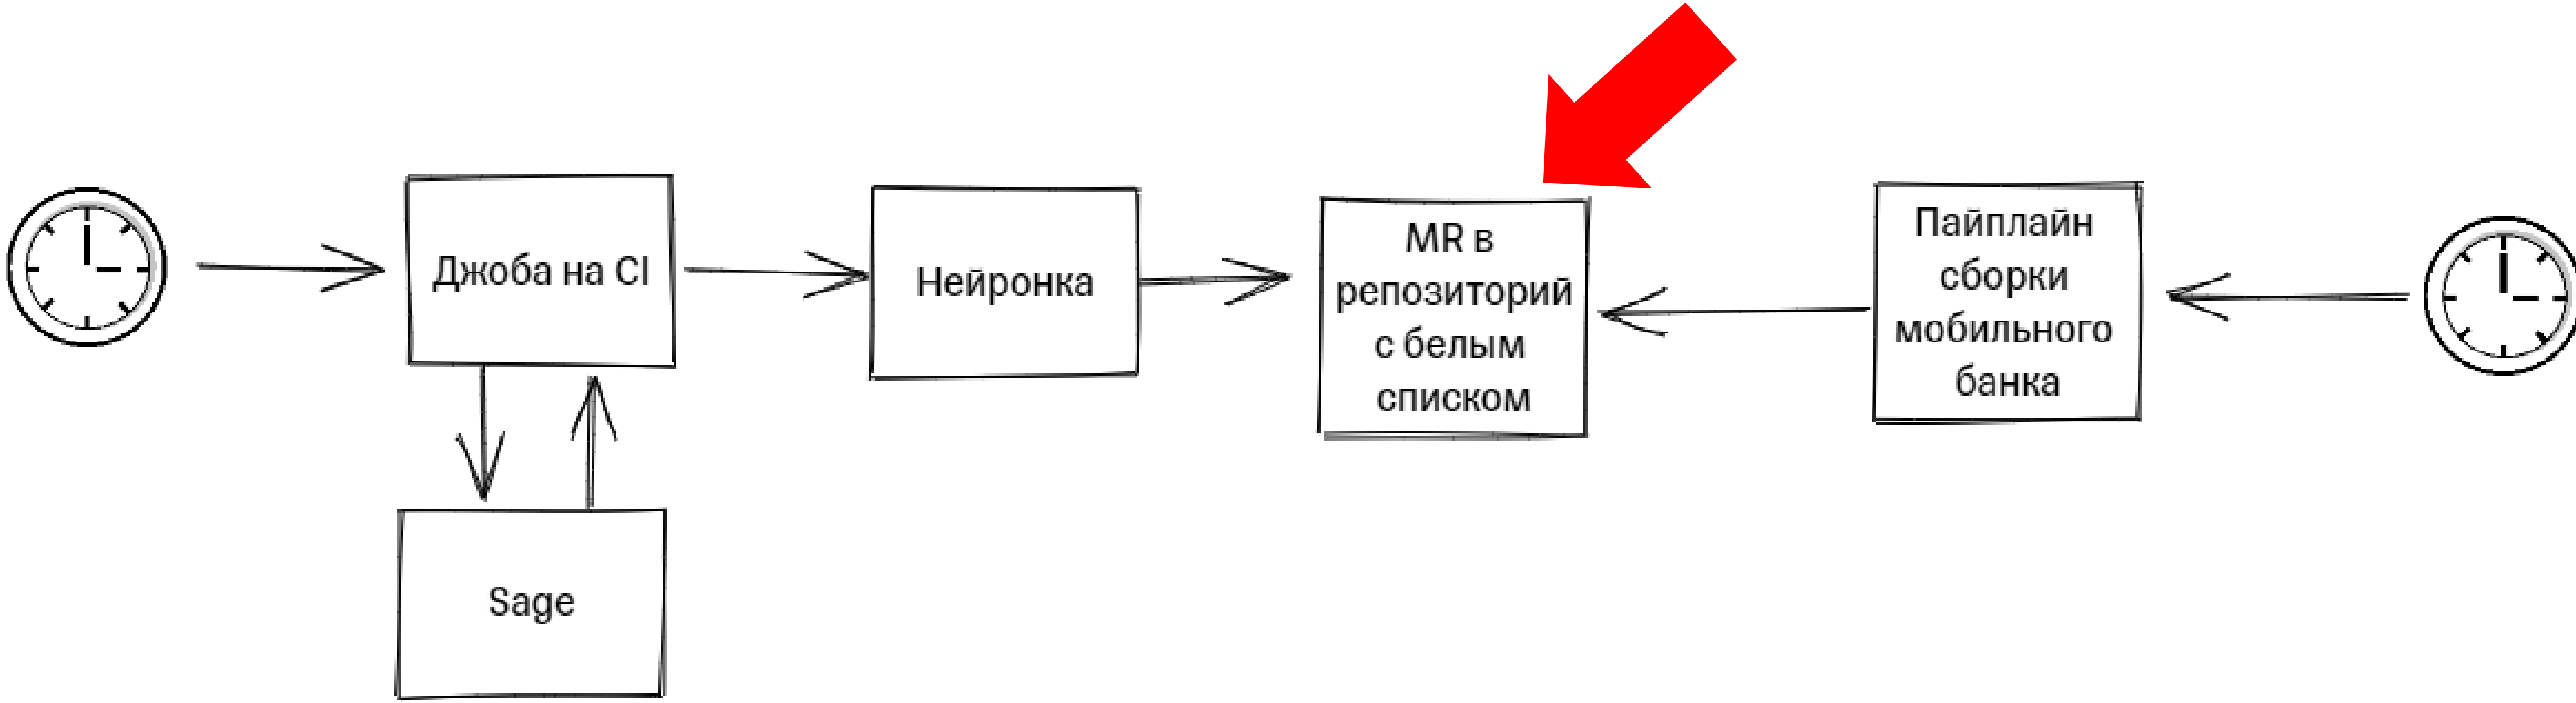 Джоба на CI
Нейронка
MR в
репозиторий
с белым
списком
Пайплайн
сборки
мобильного
банка
Sage